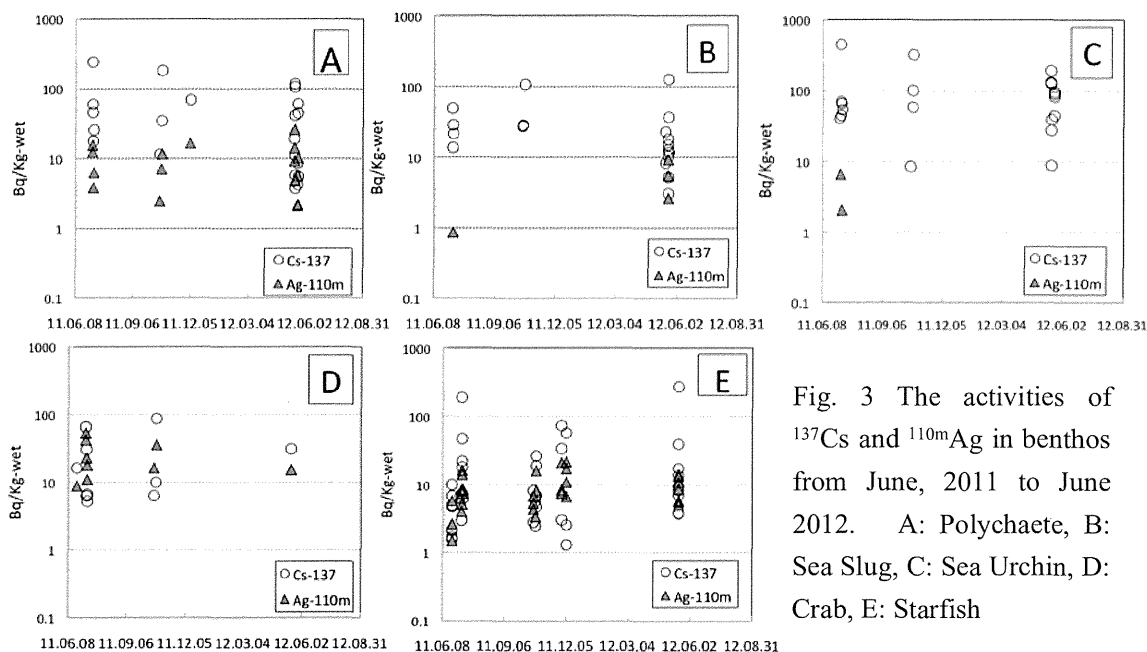 1000
100
10
1
0.1
Bq/Kg-wet
A
Cs-137
Ag-110m
11.06.08 11.09.06 11.12.05 12.03.04 12.06.02 12.08.31
1000
100
10
1
0.1
Bq/Kg-wet
B
Cs-137
Ag-110m
11.06.08 11.09.06 11.12.05 12.03.04 12.06.02 12.08.31
1000
100
10
1
0.1
Bq/Kg-wet
C
Cs-137
Ag-110m
11.06.08 11.09.06 11.12.05 12.03.04 12.06.02 12.08.31
1000
100
10
1
0.1
Bq/Kg-wet
D
Cs-137
Ag-110m
11.06.08 11.09.06 11.12.05 12.03.04 12.06.02 12.08.31
1000
100
10
1
0.1
Bq/Kg-wet
E
Cs-137
Ag-110m
11.06.08 11.09.06 11.12.05 12.03.04 12.06.02 12.08.31
Fig. 3 The activities of
¹³⁷Cs and ¹¹⁰ᵐAg in benthos
from June, 2011 to June
2012. A: Polychaete, B:
Sea Slug, C: Sea Urchin, D:
Crab, E: Starfish